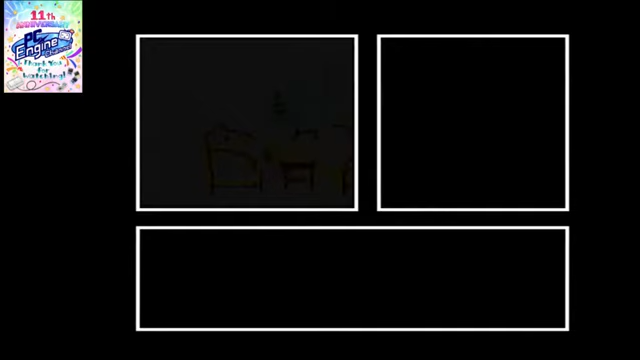 11th
ANNIVERSARY
PC
Engine
Thank You
for
watching!